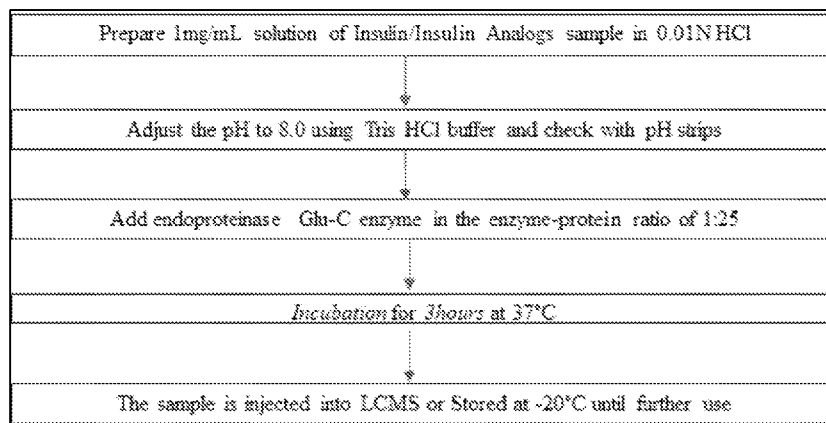 Prepare 1mg/mL solution of Insulin/Insulin Analogs sample in 0.01N HCl
Adjust the pH to 8.0 using Tris HCl buffer and check with pH strips
Add endoproteinase Glu-C enzyme in the enzyme-protein ratio of 1:25
Incubation for 3hours at 37°C
The sample is injected into LCMS or Stored at -20°C until further use